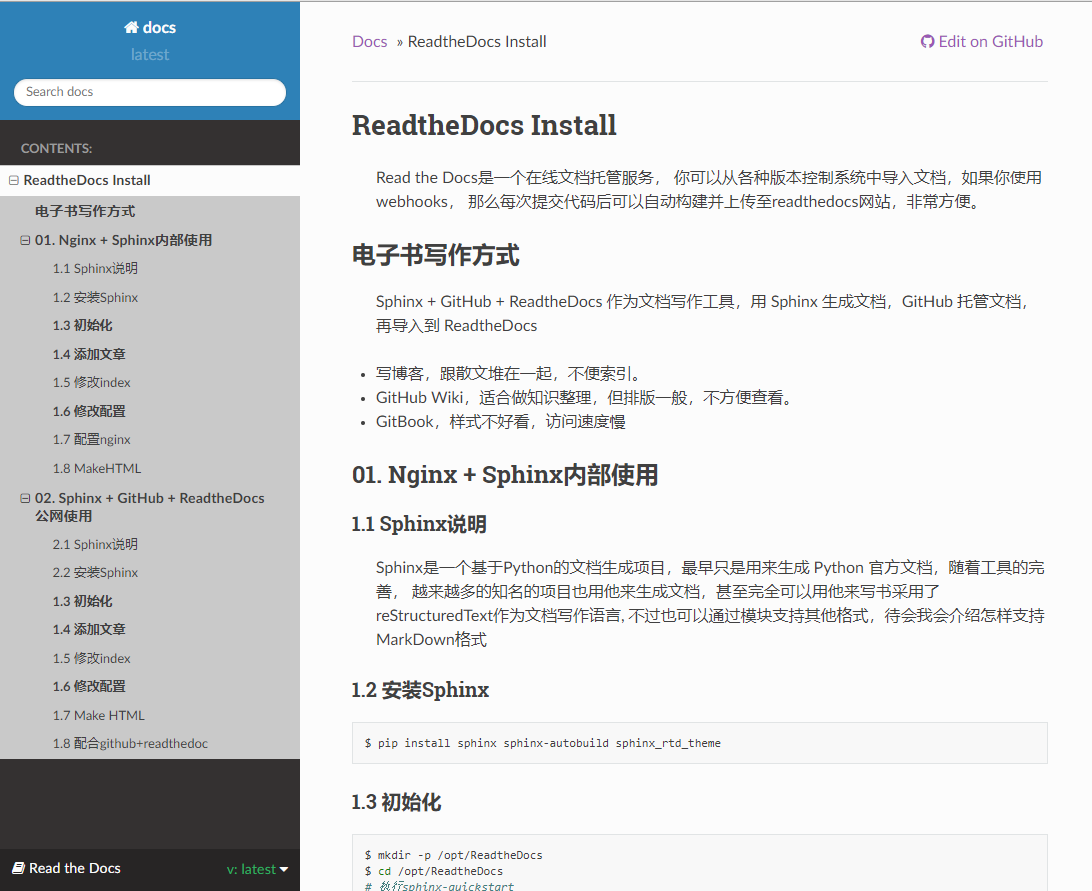 docs
latest
Search docs
CONTENTS:
ReadtheDocs Install
电子书写作方式
01. Nginx + Sphinx内部使用
1.1 Sphinx说明
1.2 安装Sphinx
1.3 初始化
1.4 添加文章
1.5 修改index
1.6 修改配置
1.7 配置nginx
1.8 MakeHTML
02. Sphinx + GitHub + ReadtheDocs
公网使用
2.1 Sphinx说明
2.2 安装Sphinx
1.3 初始化
1.4 添加文章
1.5 修改index
1.6 修改配置
1.7 Make HTML
1.8 配合github+readthedoc
Read the Docs
v: latest
Docs » ReadtheDocs Install
Edit on GitHub
ReadtheDocs Install
Read the Docs是一个在线文档托管服务， 你可以从各种版本控制系统中导入文档，如果你使用
webhooks， 那么每次提交代码后可以自动构建并上传至readthedocs网站，非常方便。
电子书写作方式
Sphinx + GitHub + ReadtheDocs 作为文档写作工具，用 Sphinx 生成文档，GitHub 托管文档，
再导入到 ReadtheDocs
• 写博客，跟散文堆在一起，不便索引。
• GitHub Wiki，适合做知识整理，但排版一般，不方便查看。
• GitBook，样式不好看，访问速度慢
01. Nginx + Sphinx内部使用
1.1 Sphinx说明
Sphinx是一个基于Python的文档生成项目，最早只是用来生成 Python 官方文档，随着工具的完
善， 越来越多的知名的项目也用他来生成文档，甚至完全可以用他来写书采用了
reStructuredText作为文档写作语言, 不过也可以通过模块支持其他格式，待会我会介绍怎样支持
MarkDown格式
1.2 安装Sphinx
$ pip install sphinx sphinx-autobuild sphinx_rtd_theme
1.3 初始化
$ mkdir -p /opt/ReadtheDocs
$ cd /opt/ReadtheDocs
# 执行sphinx-quickstart